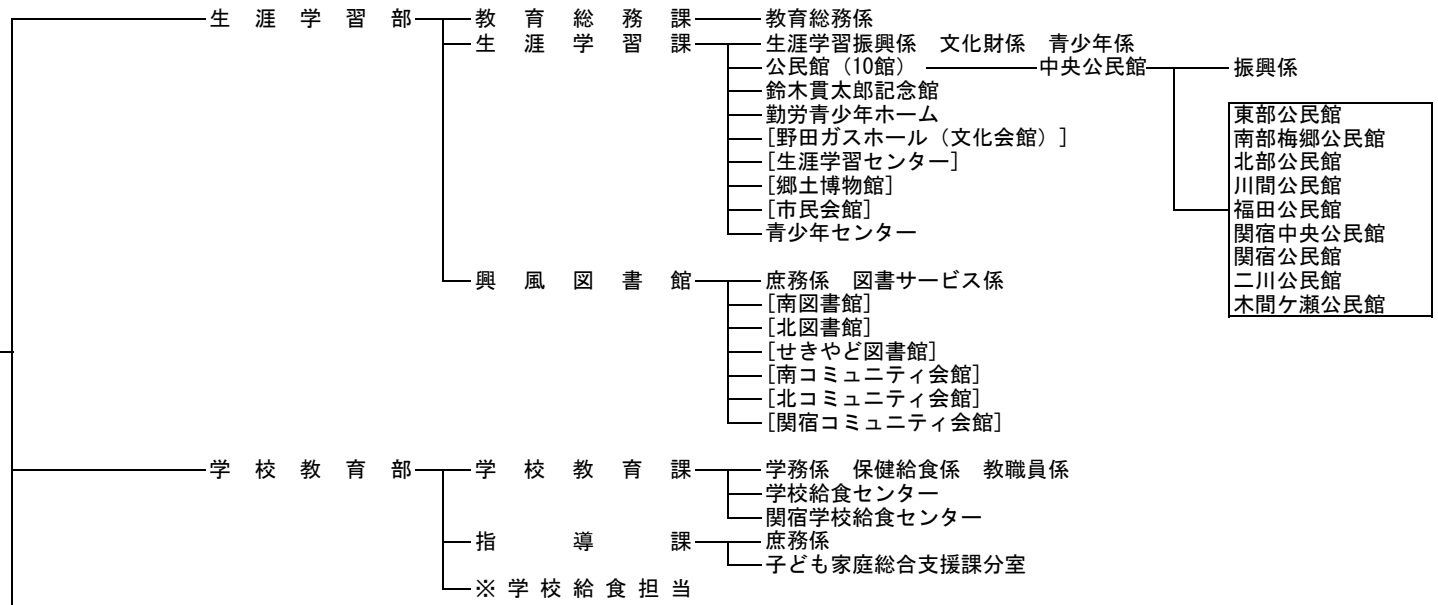 生涯学習部 教育総務課 教育総務係
生涯学習課 生涯学習振興係 文化財係 青少年係
公民館（10館） 中央公民館 振興係
鈴木貫太郎記念館
勤労青少年ホーム 東部公民館
[野田ガスホール（文化会館）] 南部梅郷公民館
[生涯学習センター] 北部公民館
[郷土博物館] 川間公民館
[市民会館] 福田公民館
青少年センター 関宿中央公民館
関宿公民館
興風図書館 庶務係 図書サービス係 二川公民館
[南図書館] 木間ケ瀬公民館
[北図書館]
[せきやど図書館]
[南コミュニティ会館]
[北コミュニティ会館]
[関宿コミュニティ会館]
学校教育部 学校教育課 学務係 保健給食係 教職員係
学校給食センター
関宿学校給食センター
指導課 庶務係
子ども家庭総合支援課分室
※学校給食担当